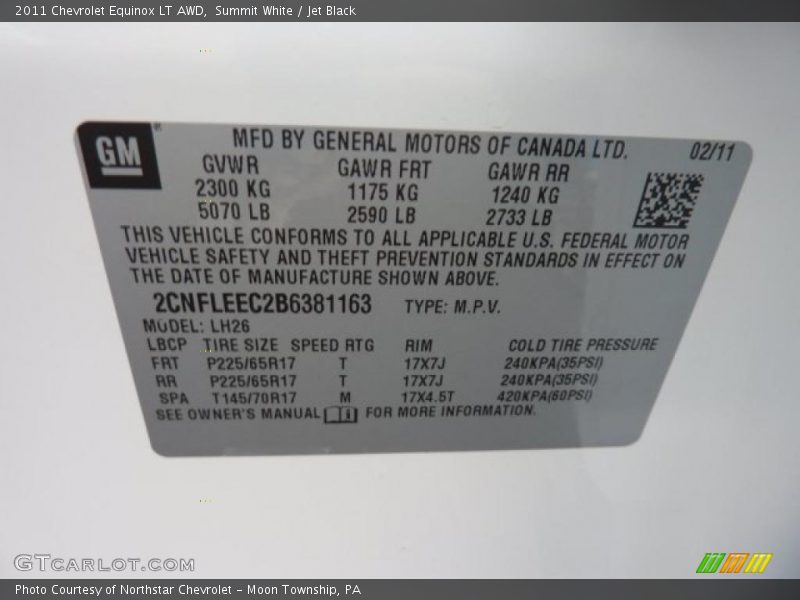 2011 Chevrolet Equinox LT AWD,  Summit White / Jet Black
GM
MFD BY GENERAL MOTORS OF CANADA LTD. 02/11
GVWR GAWR FRT GAWR RR
2300 KG 1175 KG 1240 KG
5070 LB 2590 LB 2733 LB
THIS VEHICLE CONFORMS TO ALL APPLICABLE U.S. FEDERAL MOTOR
VEHICLE SAFETY AND THEFT PREVENTION STANDARDS IN EFFECT ON
THE DATE OF MANUFACTURE SHOWN ABOVE.
2CNFLEEC2B6381163 TYPE: M.P.V.
MODEL: LH26
LBCP TIRE SIZE SPEED RTG RIM COLD TIRE PRESSURE
FRT P225/65R17 T 17X7J 240KPA(35PSI)
RR P225/65R17 T 17X7J 240KPA(35PSI)
SPA T145/70R17 M 17X4.5T 420KPA(60PSI)
SEE OWNER'S MANUAL FOR MORE INFORMATION.
GTCARLOT.COM
Photo Courtesy of Northstar Chevrolet - Moon Township, PA